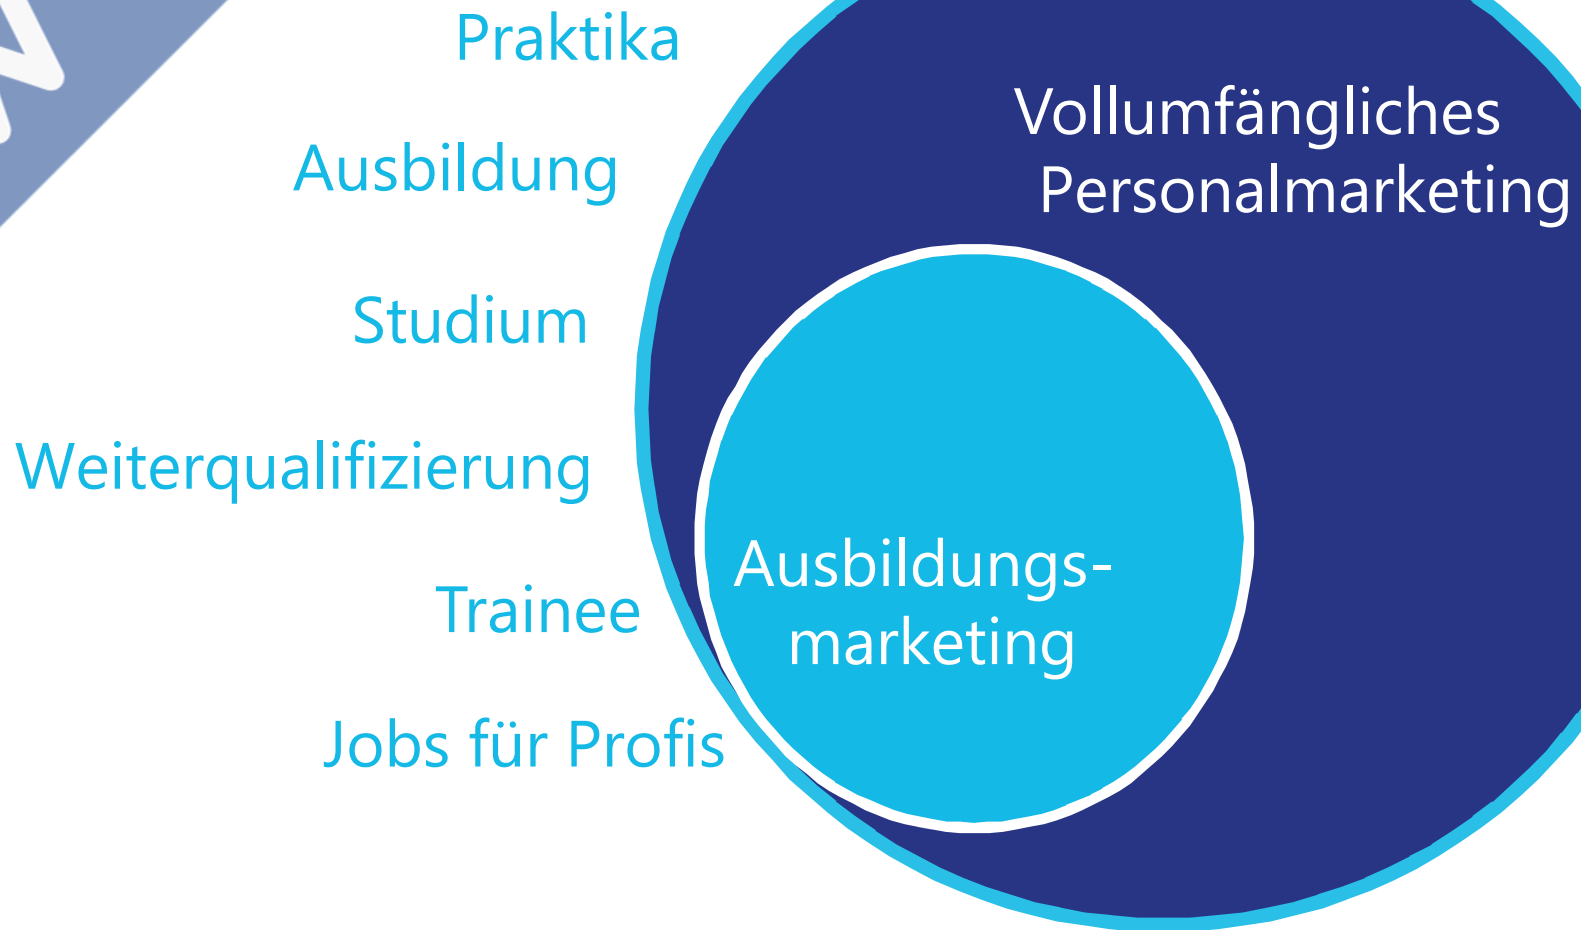 Praktika
Ausbildung
Studium
Weiterqualifizierung
Trainee
Jobs für Profis
Vollumfängliches
Personalmarketing
Ausbildungs-
marketing